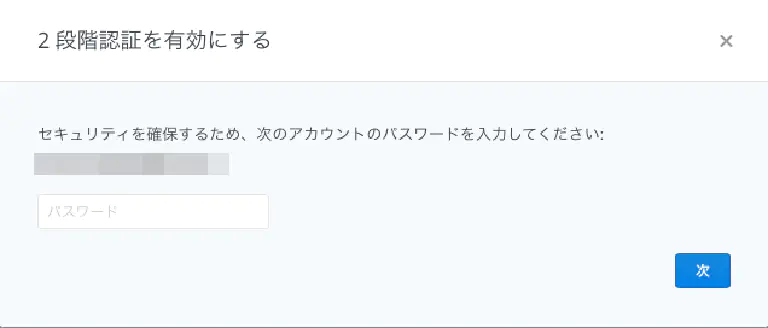 2 段階認証を有効にする
×
セキュリティを確保するため、次のアカウントのパスワードを入力してください:
パスワード
次